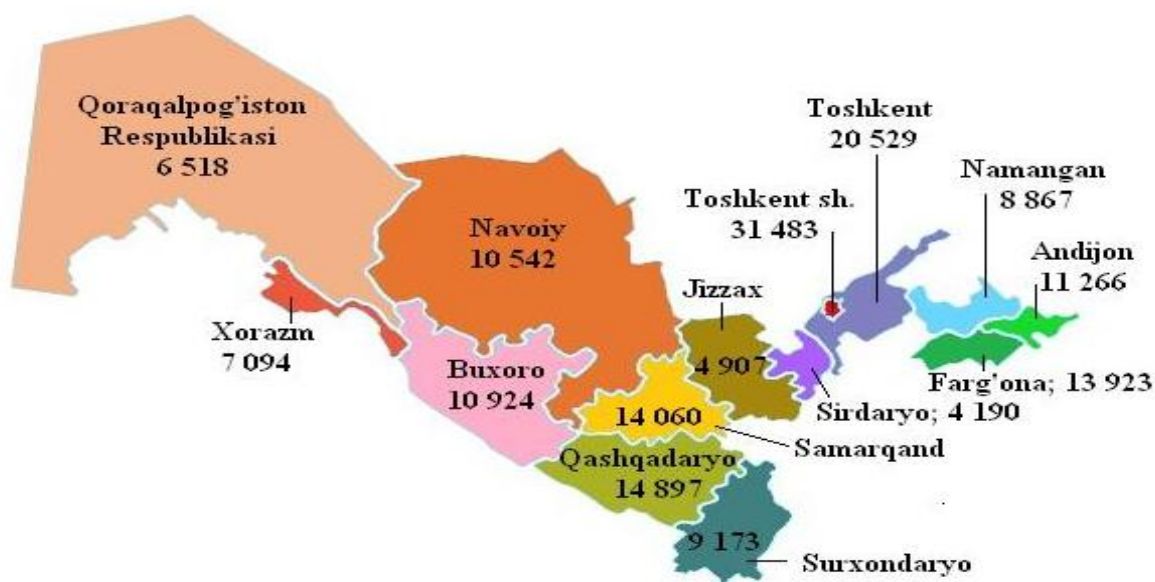 Qoraqalpog'iston
Respublikasi
6 518
Toshkent
20 529
Namangan
8 867
Toshkent sh.
31 483
Navoiy
10 542
Andijon
11 266
Jizzax
4 907
Xorazm
7 094
Buxoro
10 924
Farg'ona; 13 923
Sirdaryo; 4 190
14 060
Samarqand
Qashqadaryo
14 897
9 173
Surxondaryo